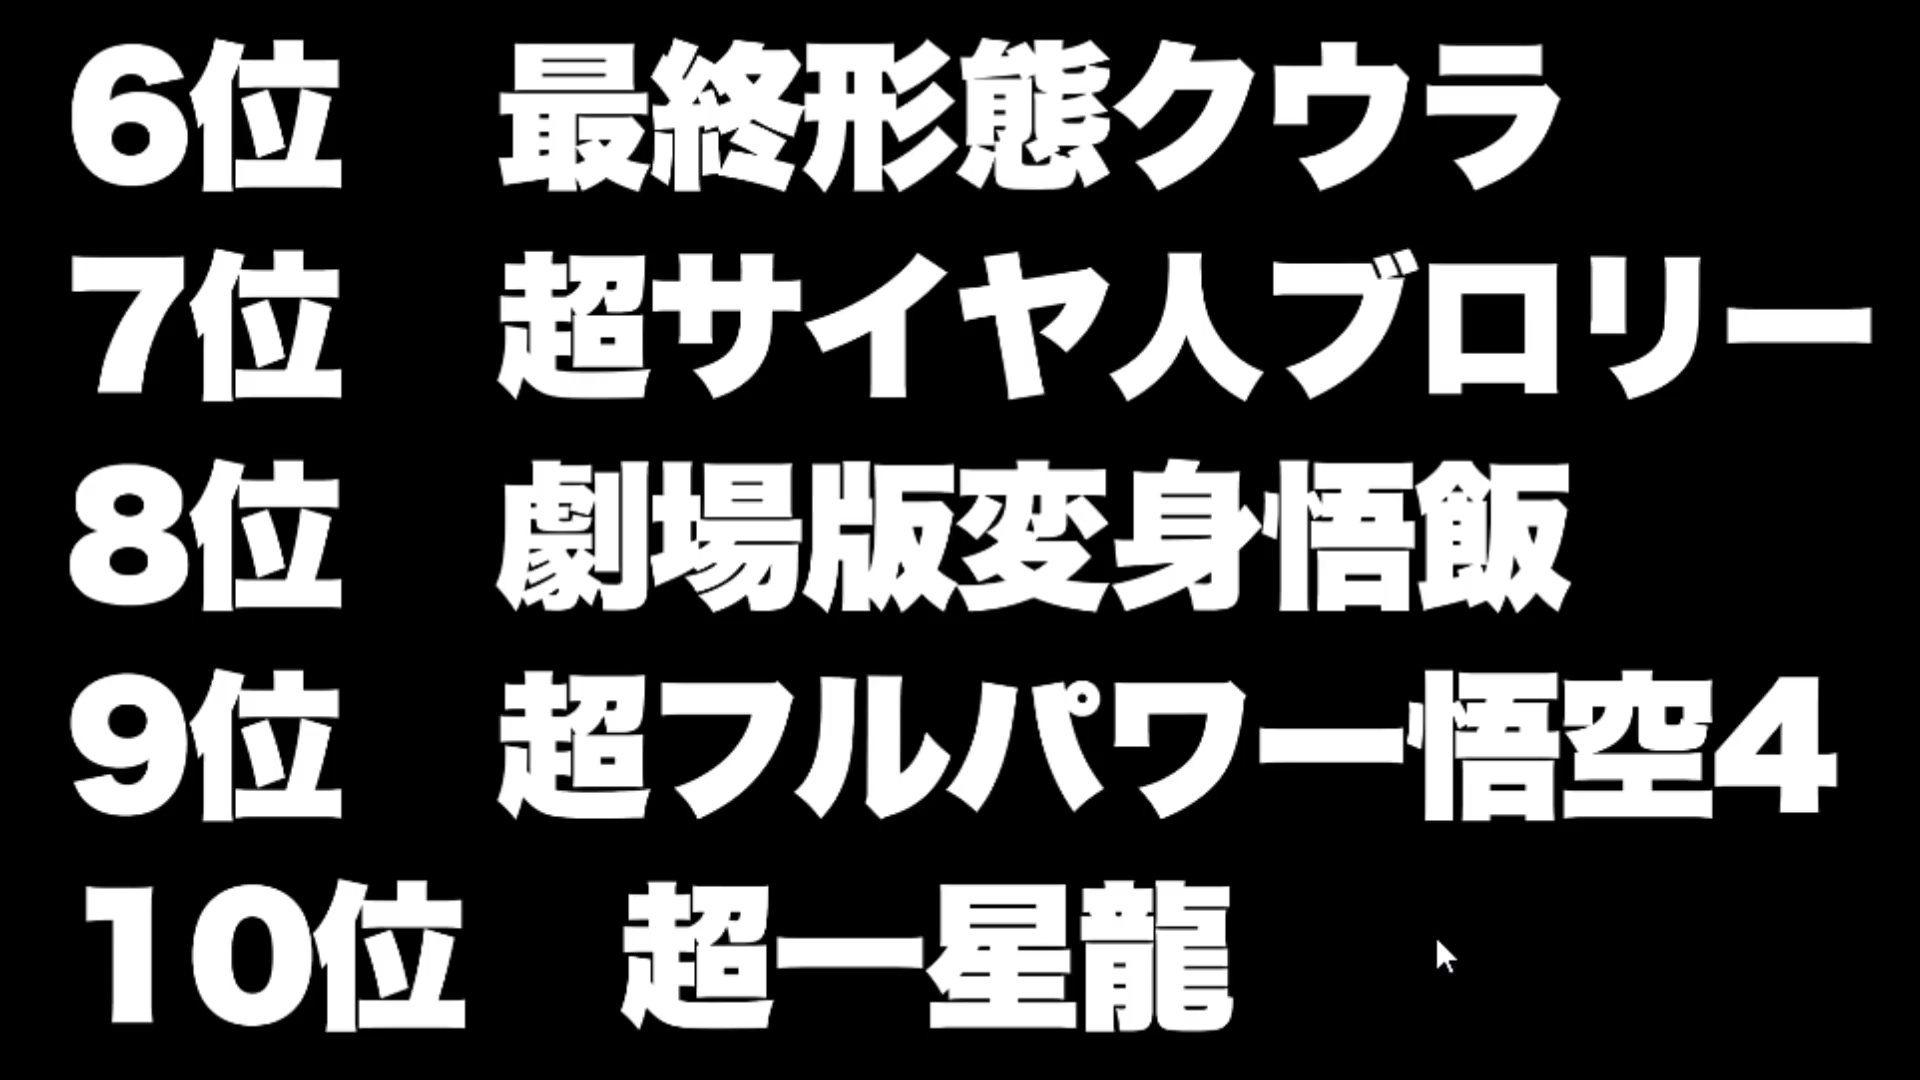 6位　最終形態クウラ
7位　超サイヤ人ブロリー
8位　劇場版変身悟飯
9位　超フルパワー悟空4
10位　超一星龍